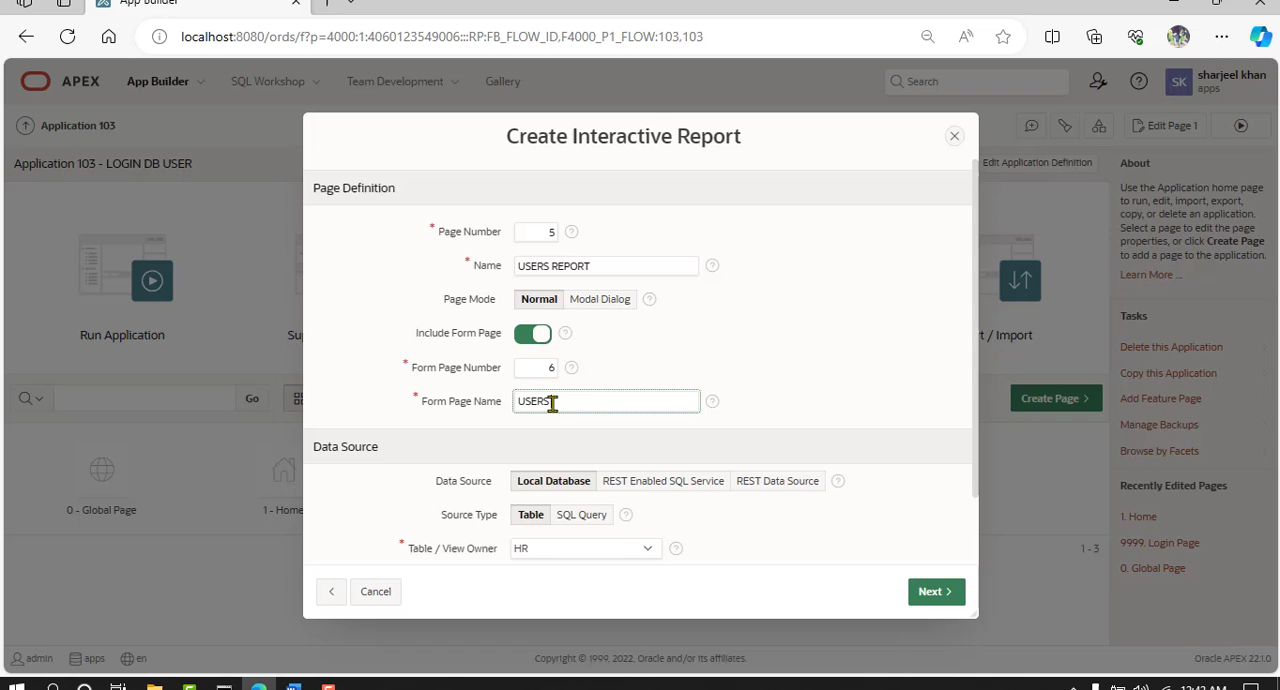 App Builder
localhost:8080/ords/f?p=4000:1:4060123549006:::RP:FB_FLOW_ID,F4000_P1_FLOW:103,103
APEX
App Builder
SQL Workshop
Team Development
Gallery
Search
SK
sharjeel khan
apps
Application 103
Edit Page 1
Application 103 - LOGIN DB USER
Edit Application Definition
Create Interactive Report
Page Definition
* Page Number
5
* Name
USERS REPORT
Page Mode
Normal
Modal Dialog
Include Form Page
* Form Page Number
6
* Form Page Name
USERS
Data Source
Data Source
Local Database
REST Enabled SQL Service
REST Data Source
Source Type
Table
SQL Query
* Table / View Owner
HR
Cancel
Next
Run Application
Su
rt / Import
Go
Create Page
0 - Global Page
1 - Home
1 - 3
About
Use the Application home page
to run, edit, import, export,
copy, or delete an application.
Select a page to edit the page
properties, or click Create Page
to add a page to the application.
Learn More ...
Tasks
Delete this Application
Copy this Application
Add Feature Page
Manage Backups
Browse by Facets
Recently Edited Pages
1. Home
9999. Login Page
0. Global Page
admin
apps
en
Copyright © 1999, 2022, Oracle and/or its affiliates.
Oracle APEX 22.1.0